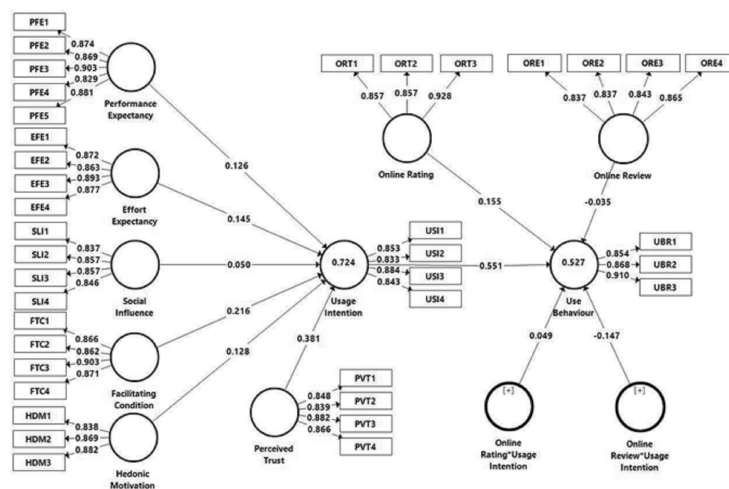 PFE1
PFE2
PFE3
PFE4
PFE5
0.874
0.869
0.903
0.829
0.881
Performance
Expectancy
EFE1
EFE2
EFE3
EFE4
0.872
0.863
0.893
0.877
Effort
Expectancy
SLI1
SLI2
SLI3
SLI4
0.837
0.857
0.857
0.846
Social
Influence
FTC1
FTC2
FTC3
FTC4
0.866
0.862
0.903
0.871
Facilitating
Condition
HDM1
HDM2
HDM3
0.838
0.869
0.882
Hedonic
Motivation
0.126
0.145
0.050
0.216
0.128
0.381
0.724
Usage
Intention
0.853
0.833
0.884
0.843
USI1
USI2
USI3
USI4
0.551
Perceived
Trust
0.848
0.839
0.882
0.866
PVT1
PVT2
PVT3
PVT4
ORT1
ORT2
ORT3
0.857
0.857
0.928
Online Rating
0.155
ORE1
ORE2
ORE3
ORE4
0.837
0.837
0.843
0.865
Online Review
-0.035
0.527
Use
Behaviour
0.854
0.868
0.910
UBR1
UBR2
UBR3
0.049
-0.147
[+]
Online
Rating*Usage
Intention
[+]
Online
Review*Usage
Intention